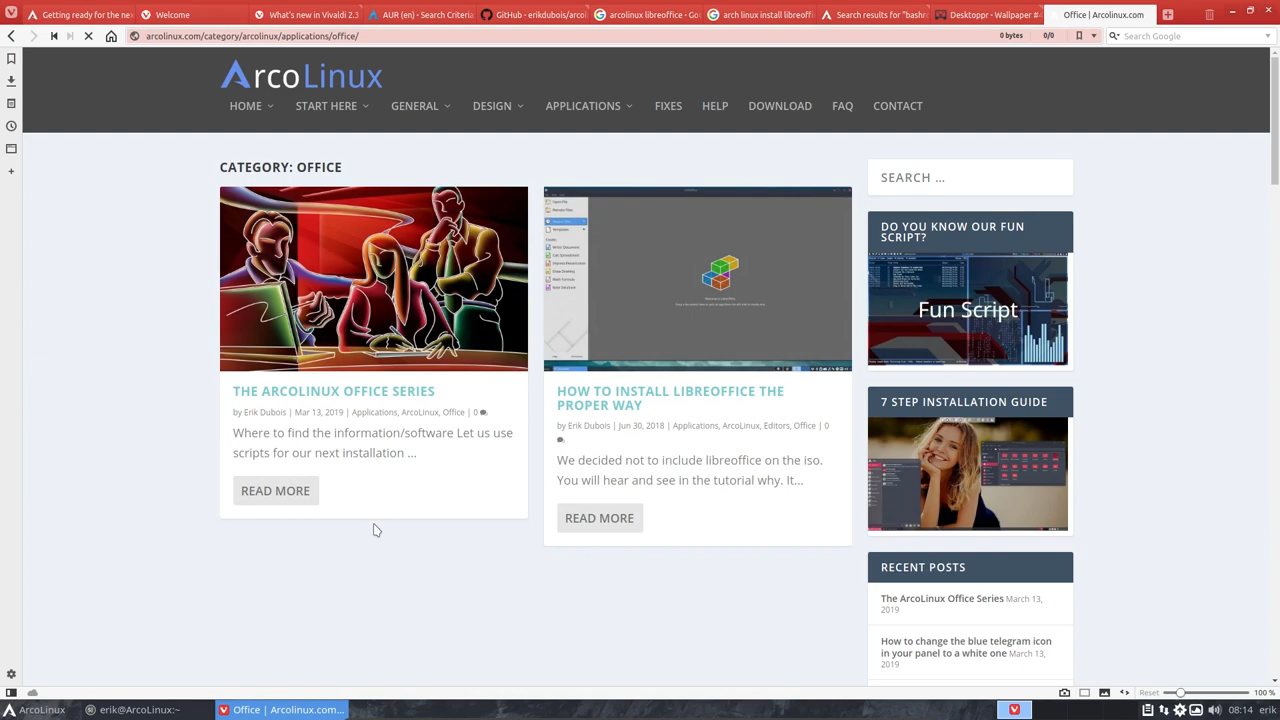 Getting ready for the ne
Welcome
What's new in Vivaldi 2.3
AUR (en) - Search Criteria
GitHub - erikdubois/arcol
arcolinux libreoffice - Goo
arch linux install libreoffi
Search results for "bashr
Desktoppr - Wallpaper #
Office | Arcolinux.com
arcolinux.com/category/arcolinux/applications/office/
0 bytes
0/0
Search Google
ArcoLinux
HOME
START HERE
GENERAL
DESIGN
APPLICATIONS
FIXES
HELP
DOWNLOAD
FAQ
CONTACT
CATEGORY: OFFICE
THE ARCOLINUX OFFICE SERIES
by Erik Dubois | Mar 13, 2019 | Applications, ArcoLinux, Office | 0
Where to find the information/software Let us use
scripts for our next installation ...
READ MORE
HOW TO INSTALL LIBREOFFICE THE
PROPER WAY
by Erik Dubois | Jun 30, 2018 | Applications, ArcoLinux, Editors, Office | 0
We decided not to include libreoffice on the iso.
You will hear and see in the tutorial why. It...
READ MORE
SEARCH ...
DO YOU KNOW OUR FUN
SCRIPT?
Fun Script
7 STEP INSTALLATION GUIDE
RECENT POSTS
The ArcoLinux Office Series March 13,
2019
How to change the blue telegram icon
in your panel to a white one March 13,
2019
Reset
100 %
ArcoLinux
erik@ArcoLinux:~
Office | Arcolinux.com...
08:14
erik